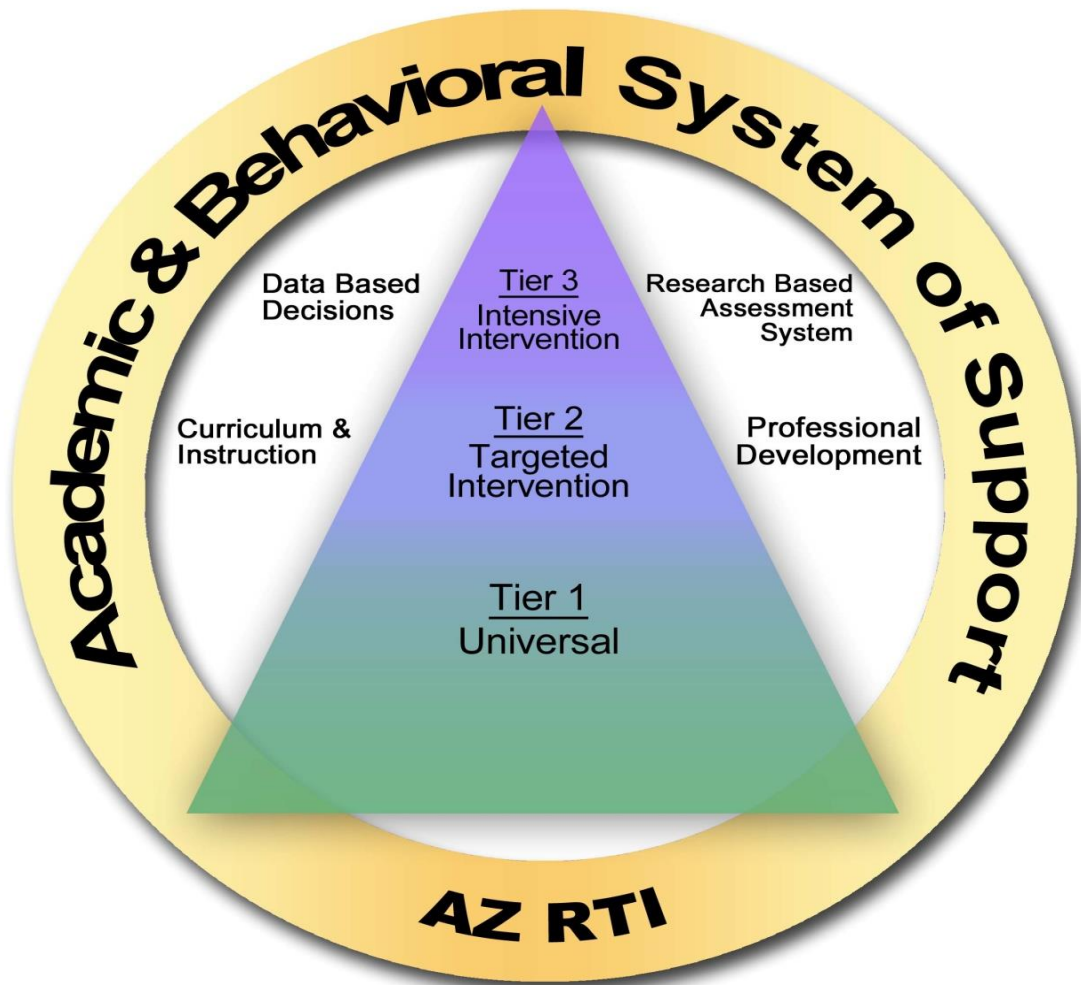 Academic & Behavioral System of Support
Data Based
Decisions
Tier 3
Intensive
Intervention
Research Based
Assessment
System
Curriculum &
Instruction
Tier 2
Targeted
Intervention
Professional
Development
Tier 1
Universal
AZ RTI